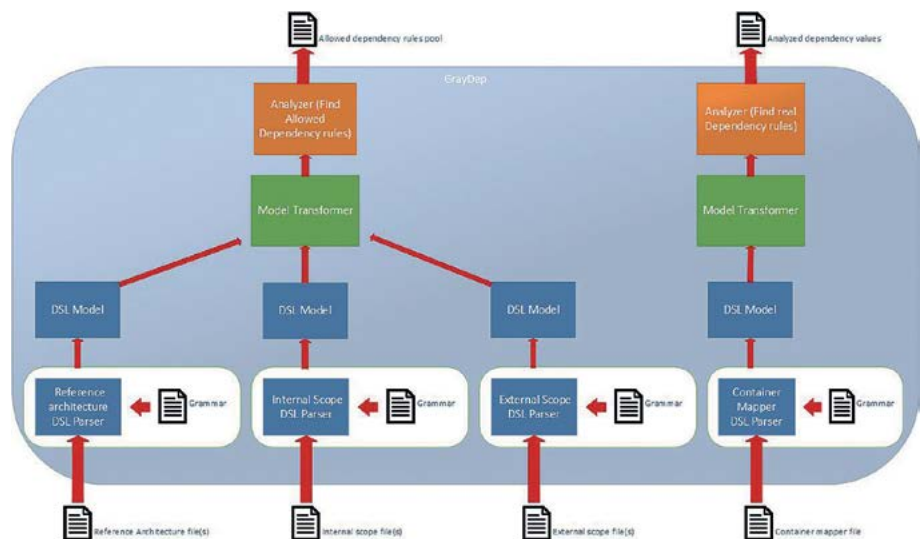 Allowed dependency rules pool
Analyzed dependency values
GrayDep
Analyzer (Find
Allowed
Dependency rules)
Analyzer (Find real
Dependency rules)
Model Transformer
Model Transformer
DSL Model
DSL Model
DSL Model
DSL Model
Reference
architecture
DSL Parser
Grammar
Internal Scope
DSL Parser
Grammar
External Scope
DSL Parser
Grammar
Container
Mapper
DSL Parser
Grammar
Reference Architecture file(s)
Internal scope file(s)
External scope file(s)
Container mapper file